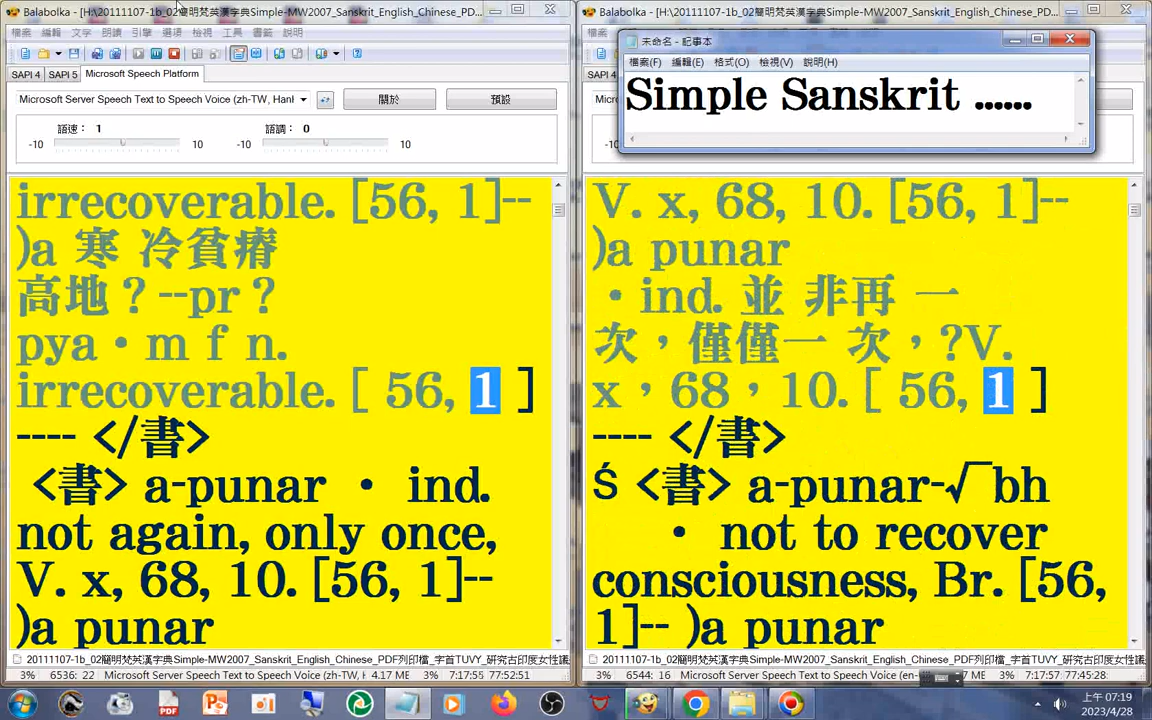 Balabolka - [H:\20111107-1b_02簡明梵英漢字典Simple-MW2007_Sanskrit_English_Chinese_PD...
檔案 編輯 文字 朗讀 引擎 選項 檢視 工具 書籤 說明
SAPI 4 SAPI 5 Microsoft Speech Platform
Microsoft Server Speech Text to Speech Voice (zh-TW, Hanl 關於 預設
語速： 1 語調： 0
-10 10 -10 10
irrecoverable. [56, 1]--
)a 寒 冷貧瘠
高地？--pr？
pya • m f n.
irrecoverable. [ 56, 1 ]
---- </書>
<書> a-punar • ind.
not again, only once,
V. x, 68, 10. [56, 1]--
)a punar
20111107-1b_02簡明梵英漢字典Simple-MW2007_Sanskrit_English_Chinese_PDF列印檔_字首TUVY_研究古印度女性議
3% 6536: 22 Microsoft Server Speech Text to Speech Voice (zh-TW, 4.17 MB 3% 7:17:55 77:52:51
Balabolka - [H:\20111107-1b_02簡明梵英漢字典Simple-MW2007_Sanskrit_English_Chinese_PD...
檔案
SAPI 4
Micr
-10
未命名 - 記事本
檔案(F) 編輯(E) 格式(O) 檢視(V) 說明(H)
Simple Sanskrit ......
V. x, 68, 10. [56, 1]--
)a punar
• ind. 並 非再 一
次，僅僅一 次，?V.
x，68，10. [ 56, 1 ]
---- </書>
Ś <書> a-punar-√bh
• not to recover
consciousness, Br. [56,
1]-- )a punar
20111107-1b_02簡明梵英漢字典Simple-MW2007_Sanskrit_English_Chinese_PDF列印檔_字首TUVY_研究古印度女性議
3% 6544: 16 Microsoft Server Speech Text to Speech Voice (en- 3% 7:17:57 77:45:28
上午 07:19
2023/4/28